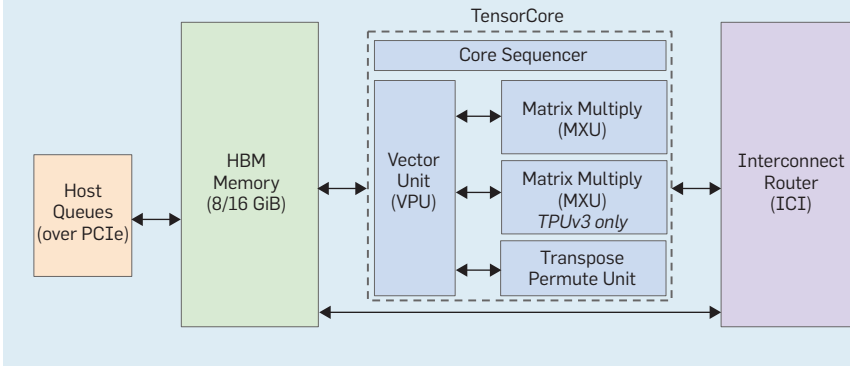 TensorCore
Core Sequencer
Host
Queues
(over PCIe)
HBM
Memory
(8/16 GiB)
Vector
Unit
(VPU)
Matrix Multiply
(MXU)
Matrix Multiply
(MXU)
TPUv3 only
Transpose
Permute Unit
Interconnect
Router
(ICI)